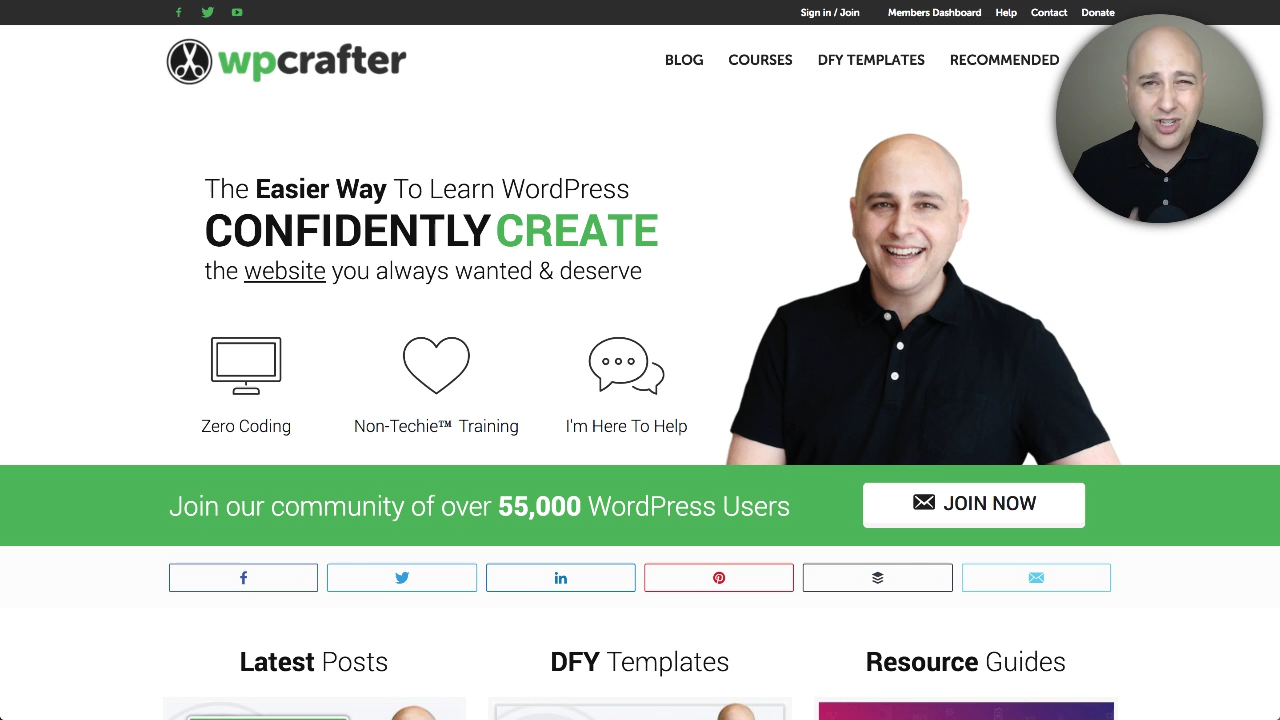 Sign in / Join Members Dashboard Help Contact Donate
wpcrafter
BLOG COURSES DFY TEMPLATES RECOMMENDED
The Easier Way To Learn WordPress
CONFIDENTLY CREATE
the website you always wanted & deserve
Zero Coding Non-Techie™ Training I'm Here To Help
Join our community of over 55,000 WordPress Users JOIN NOW
Latest Posts DFY Templates Resource Guides